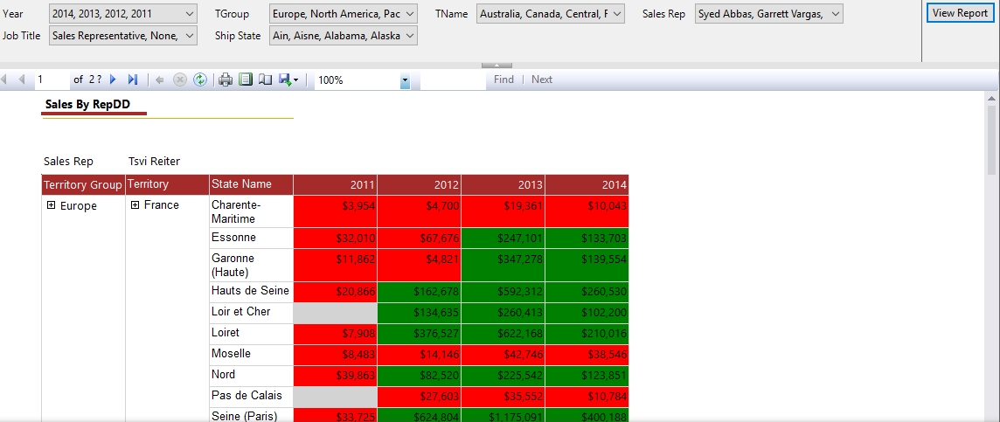 Year 2014, 2013, 2012, 2011 TGroup Europe, North America, Pac TName Australia, Canada, Central, F Sales Rep Syed Abbas, Garrett Vargas, View Report
Job Title Sales Representative, None, Ship State Ain, Aisne, Alabama, Alaska
1 of 2 ? 100% Find | Next
Sales By RepDD
Sales Rep Tsvi Reiter
Territory Group Territory State Name 2011 2012 2013 2014
Europe France Charente- $3,954 $4,700 $19,361 $10,043
Maritime
Essonne $32,010 $67,676 $247,101 $133,703
Garonne $11,862 $4,821 $347,278 $139,554
(Haute)
Hauts de Seine $20,866 $162,678 $592,312 $260,530
Loir et Cher $134,635 $260,413 $102,200
Loiret $7,908 $376,527 $622,168 $210,016
Moselle $8,483 $14,146 $42,746 $38,546
Nord $39,863 $82,520 $225,542 $123,851
Pas de Calais $27,603 $35,552 $10,784
Seine (Paris) $33,725 $624,804 $1,175,091 $400,188